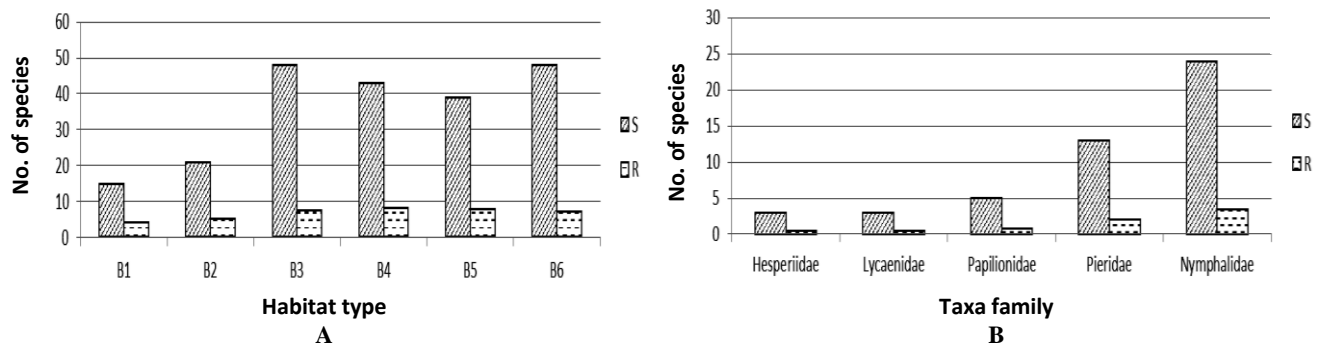 No. of species
60
50
40
30
20
10
0
B1 B2 B3 B4 B5 B6
S
R
Habitat type
A
No. of species
30
25
20
15
10
5
0
Hesperiidae Lycaenidae Papilionidae Pieridae Nymphalidae
S
R
Taxa family
B